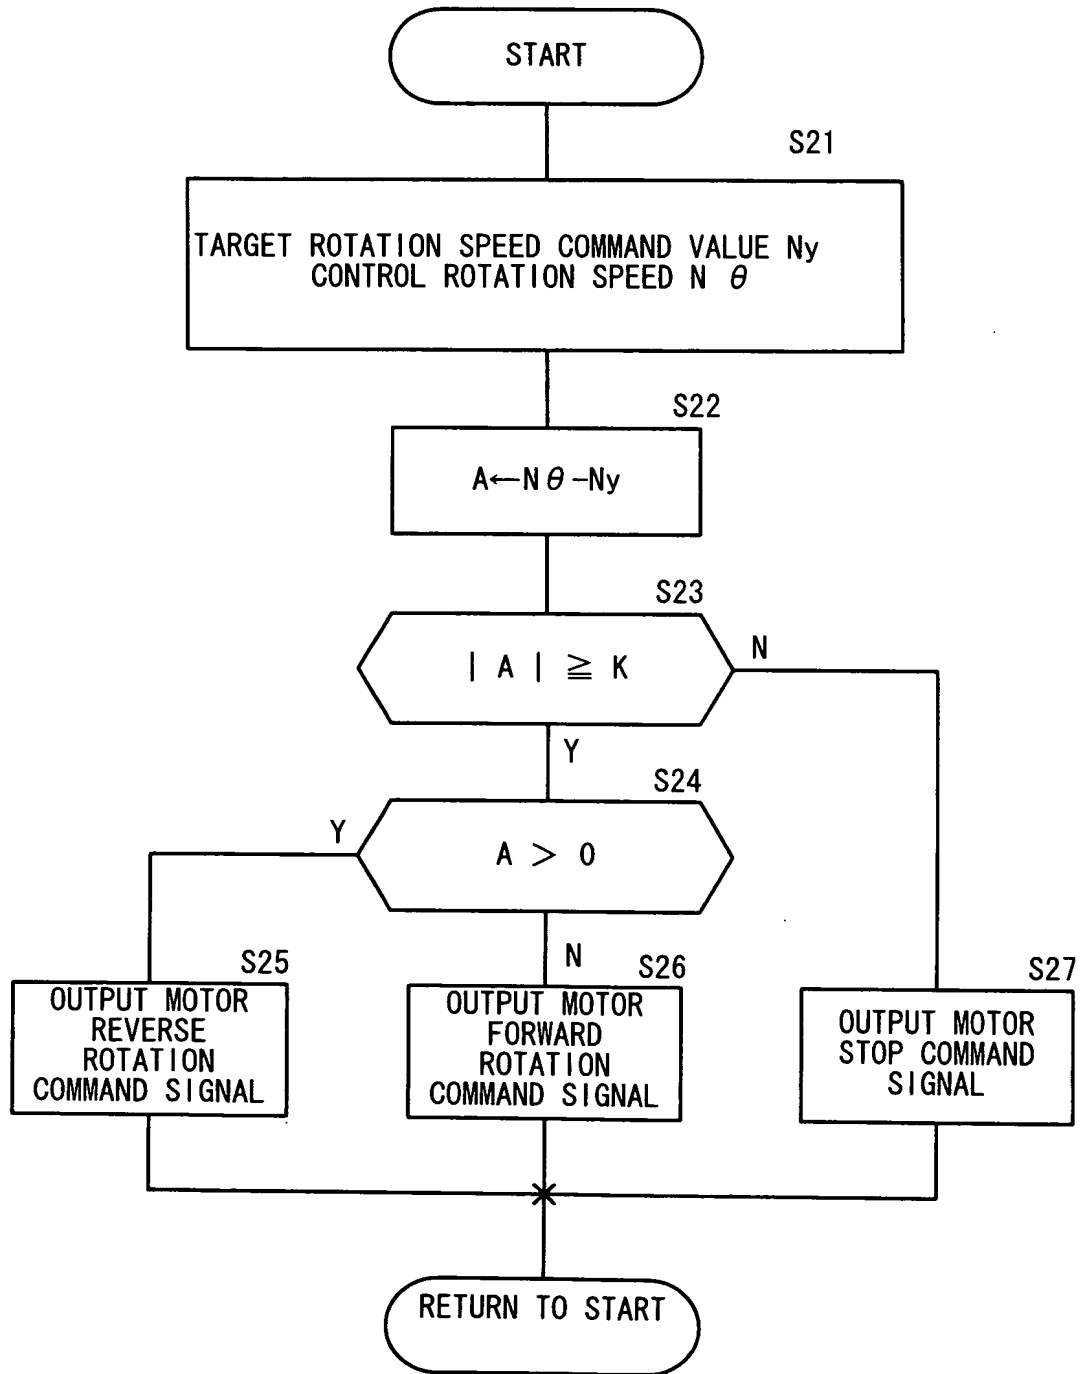 START
S21
TARGET ROTATION SPEED COMMAND VALUE Ny
CONTROL ROTATION SPEED N θ
S22
A←Nθ-Ny
S23
| A | ≧ K
N
Y
S24
Y
A > 0
N
S25
OUTPUT MOTOR
REVERSE
ROTATION
COMMAND SIGNAL
S26
OUTPUT MOTOR
FORWARD
ROTATION
COMMAND SIGNAL
S27
OUTPUT MOTOR
STOP COMMAND
SIGNAL
RETURN TO START